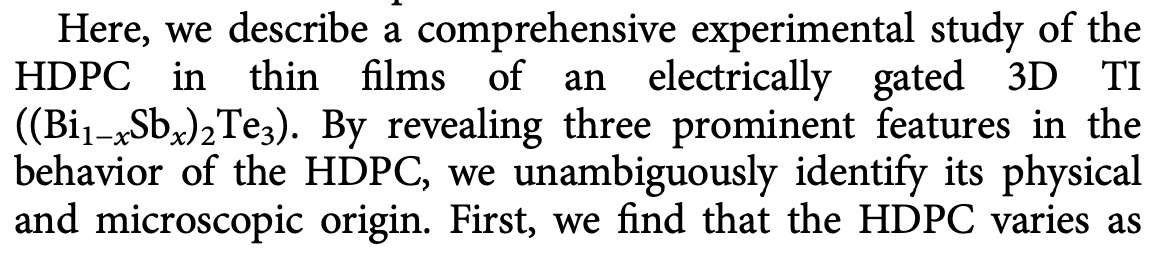 Here, we describe a comprehensive experimental study of the
HDPC in thin films of an electrically gated 3D TI
((Bi₁₋ₓSbₓ)₂Te₃). By revealing three prominent features in the
behavior of the HDPC, we unambiguously identify its physical
and microscopic origin. First, we find that the HDPC varies as